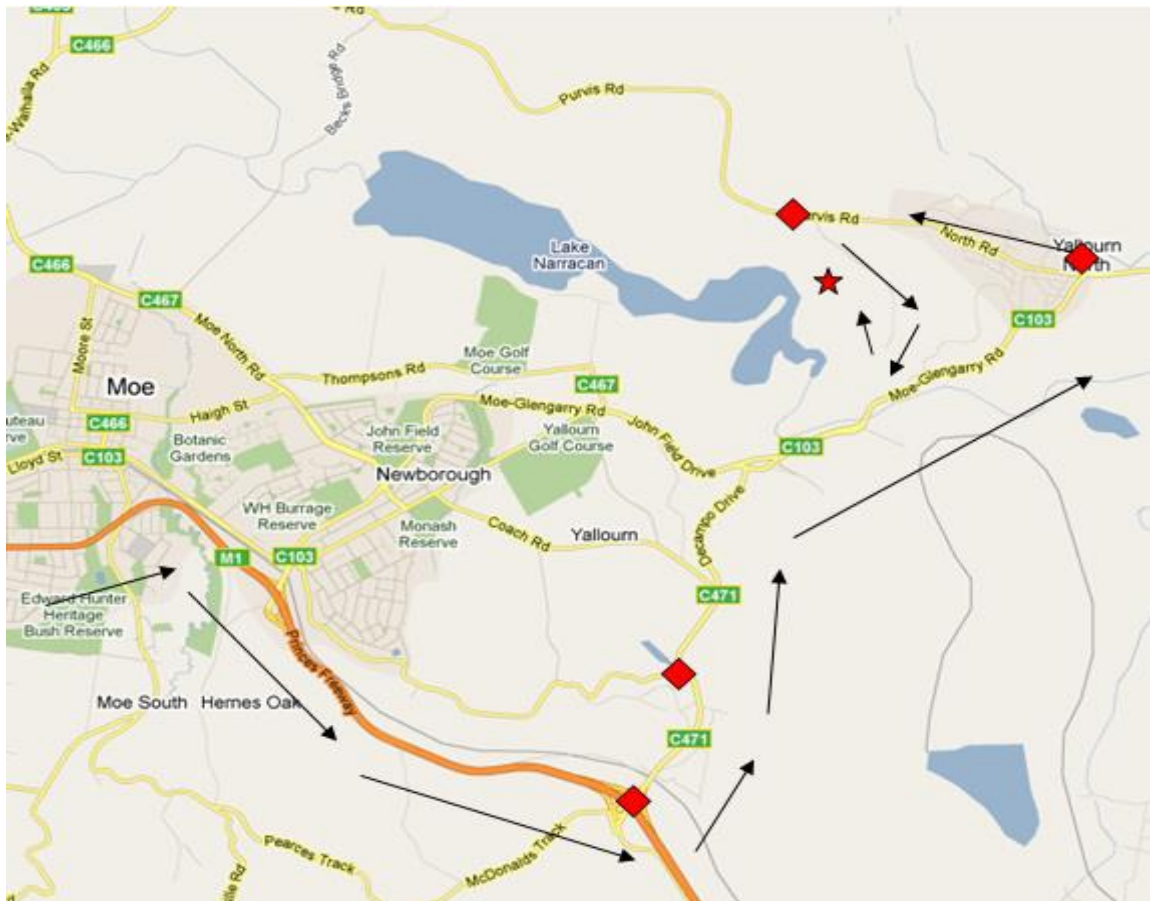 C466
C466
-Walhalla Rd
Becks Bridge Rd
Purvis Rd
Lake
Narracan
Rd
North Rd
Yallourn
North
C466
C467
C103
Moore St
Moe North Rd
Moe
Thompsons Rd
Moe Golf
Course
C467
Moe-Glengarry Rd
Haigh St
Moe-Glengarry Rd
C466
Botanic
Gardens
John Field
Reserve
Yallourn
Golf Course
John Field Drive
C103
Lloyd St
C103
Newborough
WH Burrage
Reserve
Monash
Reserve
Coach Rd
Yallourn
Decampo Drive
M1
C103
C471
Edward Hunter
Heritage
Bush Reserve
Princes Freeway
Moe South
Hernes Oak
C471
Pearces Track
McDonalds Track
Rd